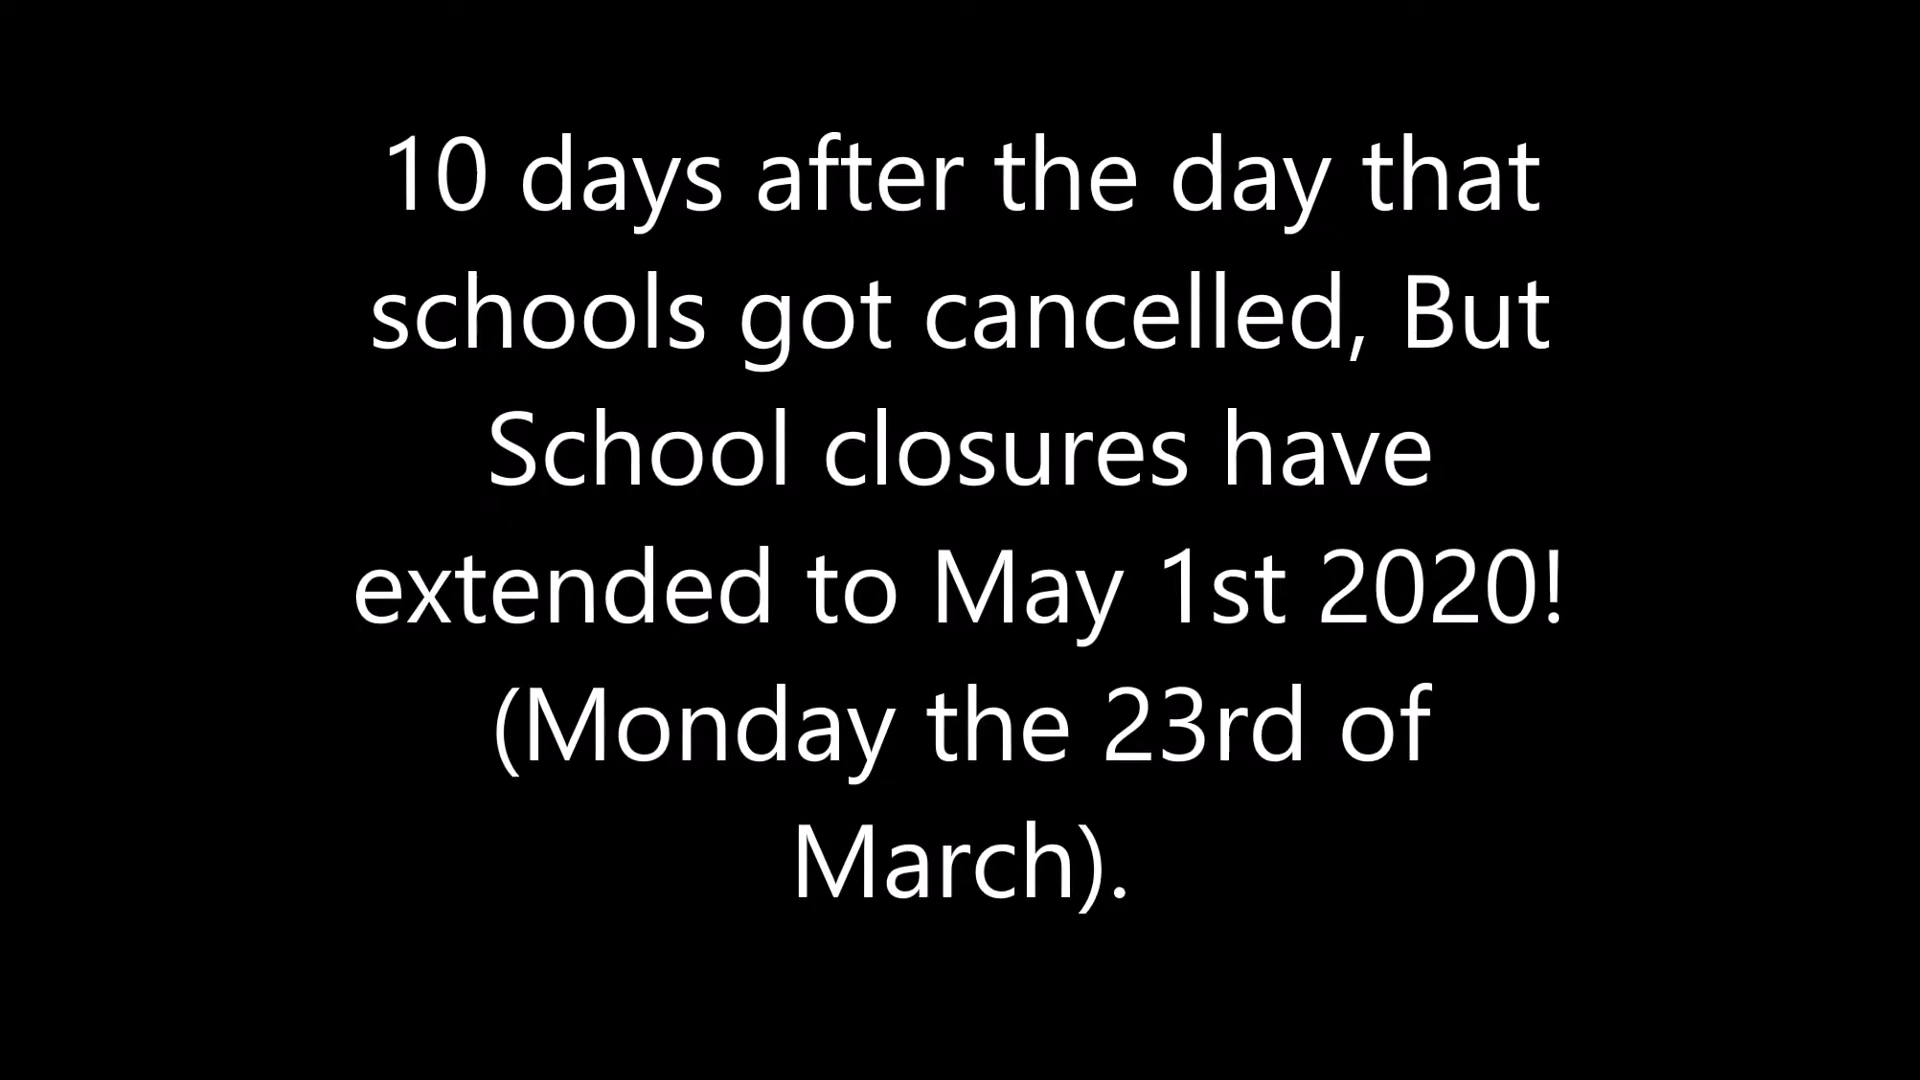 10 days after the day that
schools got cancelled, But
School closures have
extended to May 1st 2020!
(Monday the 23rd of
March).